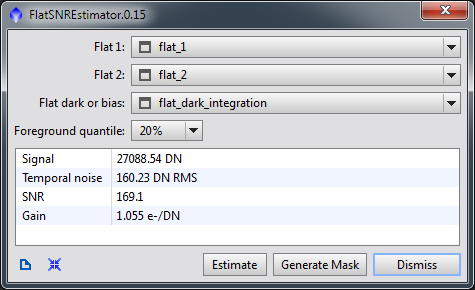 FlatSNREstimator.0.15
Flat 1: flat_1
Flat 2: flat_2
Flat dark or bias: flat_dark_integration
Foreground quantile: 20%
Signal 27088.54 DN
Temporal noise 160.23 DN RMS
SNR 169.1
Gain 1.055 e-/DN
Estimate Generate Mask Dismiss